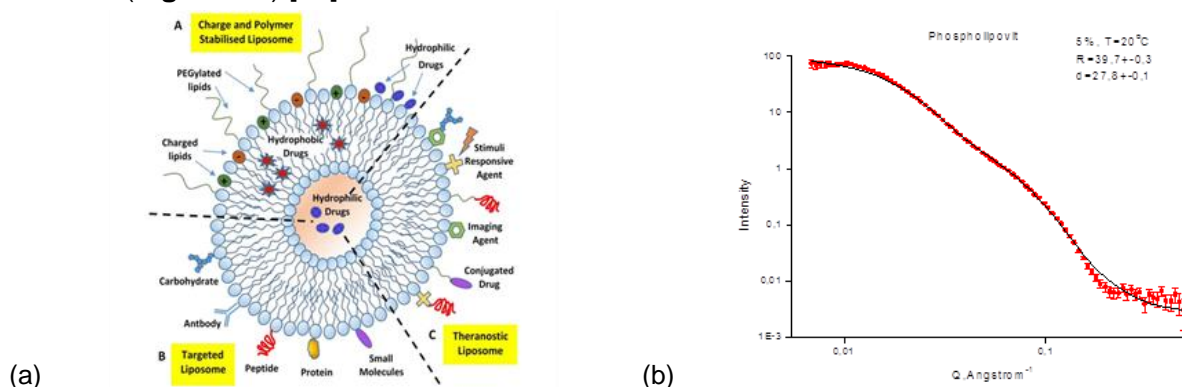 A
Charge and Polymer
Stabilised Liposome
Hydrophilic
Drugs
PEGylated
lipids
Charged
lipids
Hydrophobic
Drugs
Stimuli
Responsive
Agent
Hydrophilic
Drugs
Imaging
Agent
Carbohydrate
Conjugated
Drug
Antibody
B
Targeted
Liposome
Peptide
Protein
Small
Molecules
C
Theranostic
Liposome
(a)
Phospholipovit
5%, T=20°C
R=39,7+-0,3
d=27,8+-0,1
100
10
1
0,1
0,01
1E-3
Intensity
0,01
0,1
Q, Angstrom⁻¹
(b)